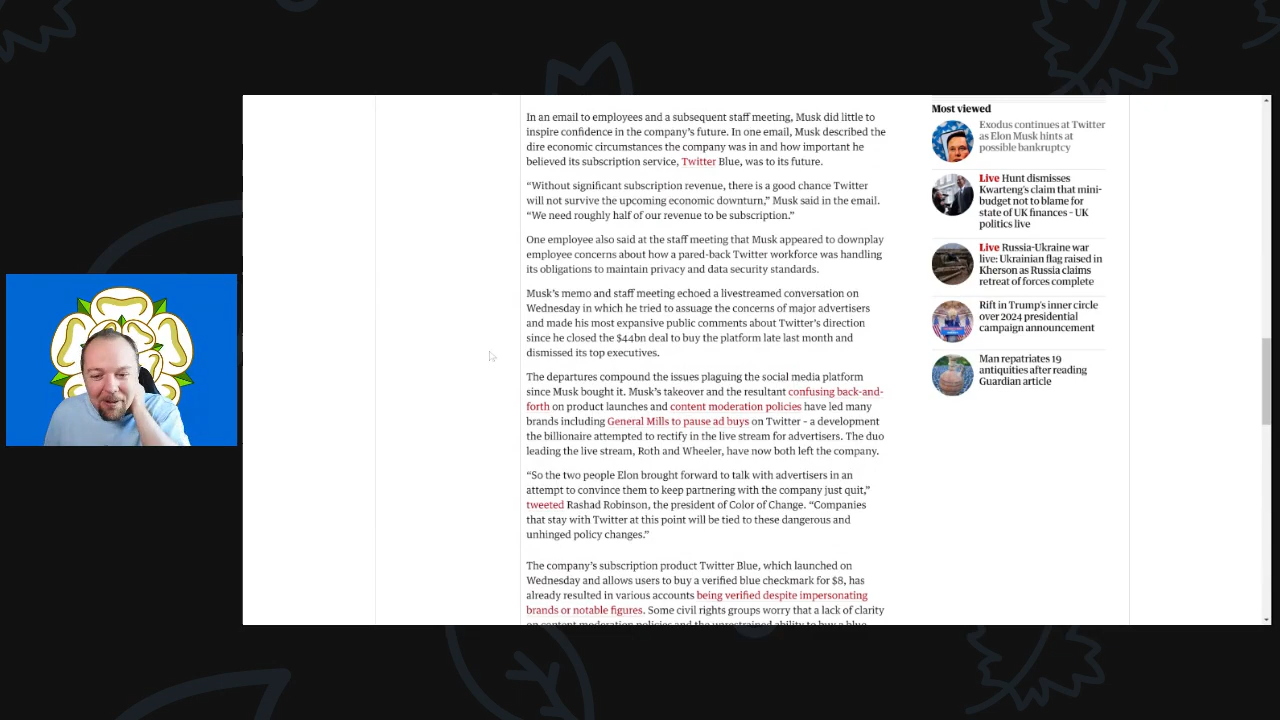 In an email to employees and a subsequent staff meeting, Musk did little to
inspire confidence in the company's future. In one email, Musk described the
dire economic circumstances the company was in and how important he
believed its subscription service, Twitter Blue, was to its future.
“Without significant subscription revenue, there is a good chance Twitter
will not survive the upcoming economic downturn,” Musk said in the email.
“We need roughly half of our revenue to be subscription.”
One employee also said at the staff meeting that Musk appeared to downplay
employee concerns about how a pared-back Twitter workforce was handling
its obligations to maintain privacy and data security standards.
Musk's memo and staff meeting echoed a livestreamed conversation on
Wednesday in which he tried to assuage the concerns of major advertisers
and made his most expansive public comments about Twitter's direction
since he closed the $44bn deal to buy the platform late last month and
dismissed its top executives.
The departures compound the issues plaguing the social media platform
since Musk bought it. Musk's takeover and the resultant confusing back-and-
forth on product launches and content moderation policies have led many
brands including General Mills to pause ad buys on Twitter – a development
the billionaire attempted to rectify in the live stream for advertisers. The duo
leading the live stream, Roth and Wheeler, have now both left the company.
“So the two people Elon brought forward to talk with advertisers in an
attempt to convince them to keep partnering with the company just quit,”
tweeted Rashad Robinson, the president of Color of Change. “Companies
that stay with Twitter at this point will be tied to these dangerous and
unhinged policy changes.”
The company's subscription product Twitter Blue, which launched on
Wednesday and allows users to buy a verified blue checkmark for $8, has
already resulted in various accounts being verified despite impersonating
brands or notable figures. Some civil rights groups worry that a lack of clarity
on content moderation policies and the unrestrained ability to buy a blue
Most viewed
Exodus continues at Twitter
as Elon Musk hints at
possible bankruptcy
Live Hunt dismisses
Kwarteng's claim that mini-
budget not to blame for
state of UK finances – UK
politics live
Live Russia-Ukraine war
live: Ukrainian flag raised in
Kherson as Russia claims
retreat of forces complete
Rift in Trump's inner circle
over 2024 presidential
campaign announcement
Man repatriates 19
antiquities after reading
Guardian article